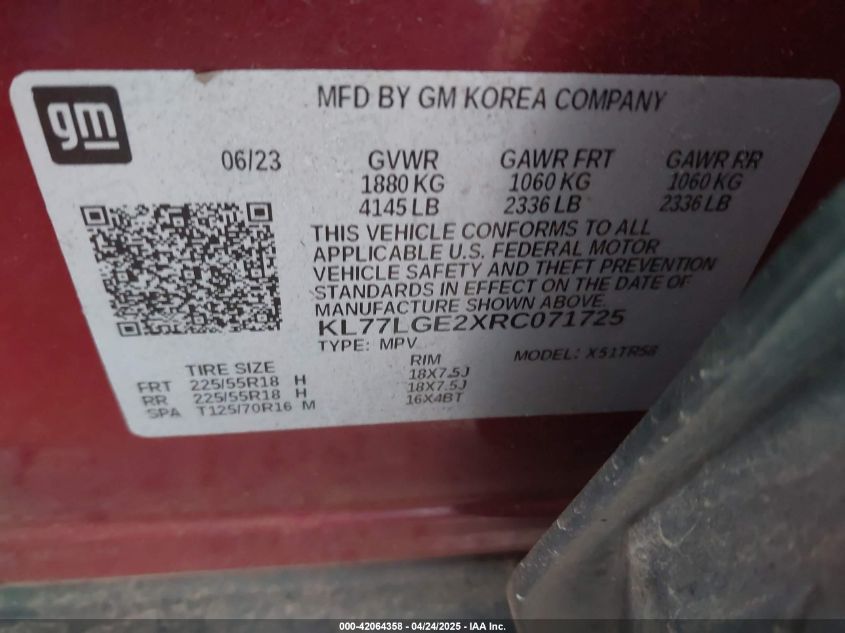 gm
MFD BY GM KOREA COMPANY
06/23 GVWR GAWR FRT GAWR RR
1880 KG 1060 KG 1060 KG
4145 LB 2336 LB 2336 LB
THIS VEHICLE CONFORMS TO ALL
APPLICABLE U.S. FEDERAL MOTOR
VEHICLE SAFETY AND THEFT PREVENTION
STANDARDS IN EFFECT ON THE DATE OF
MANUFACTURE SHOWN ABOVE.
KL77LGE2XRC071725
TYPE: MPV MODEL: X51TR58
TIRE SIZE RIM
FRT 225/55R18 H 18X7.5J
RR 225/55R18 H 18X7.5J
SPA T125/70R16 M 16X4BT
000-42064358 - 04/24/2025 - IAA Inc.